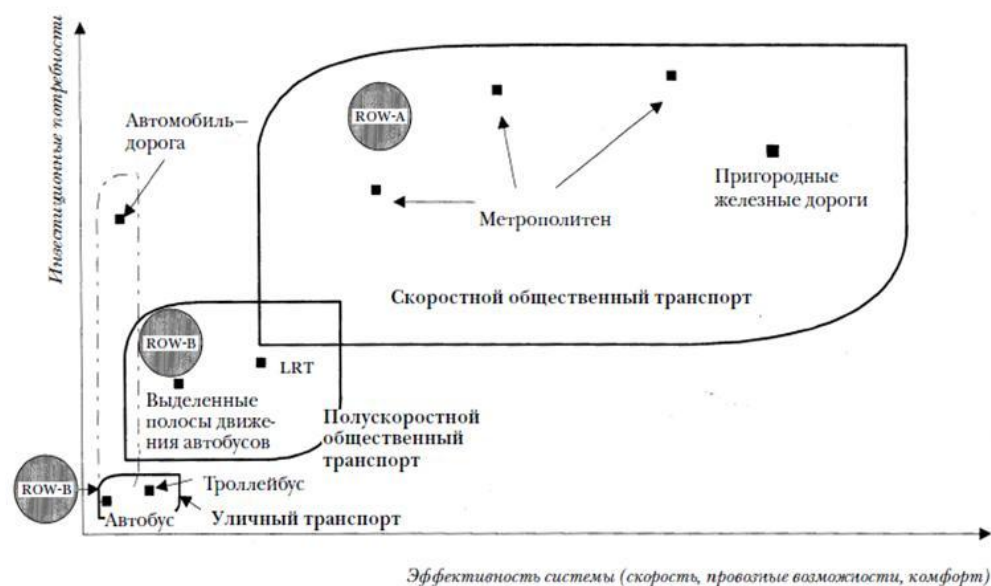 Инвестиционные потребности
Автомобиль—
дорога
ROW-A
Метрополитен
Пригородные
железные дороги
Скоростной общественный транспорт
ROW-B
LRT
Выделенные
полосы движе-
ния автобусов
Полускоростной
общественный
транспорт
ROW-B
Троллейбус
Автобус
Уличный транспорт
Эффективность системы (скорость, провозные возможности, комфорт)